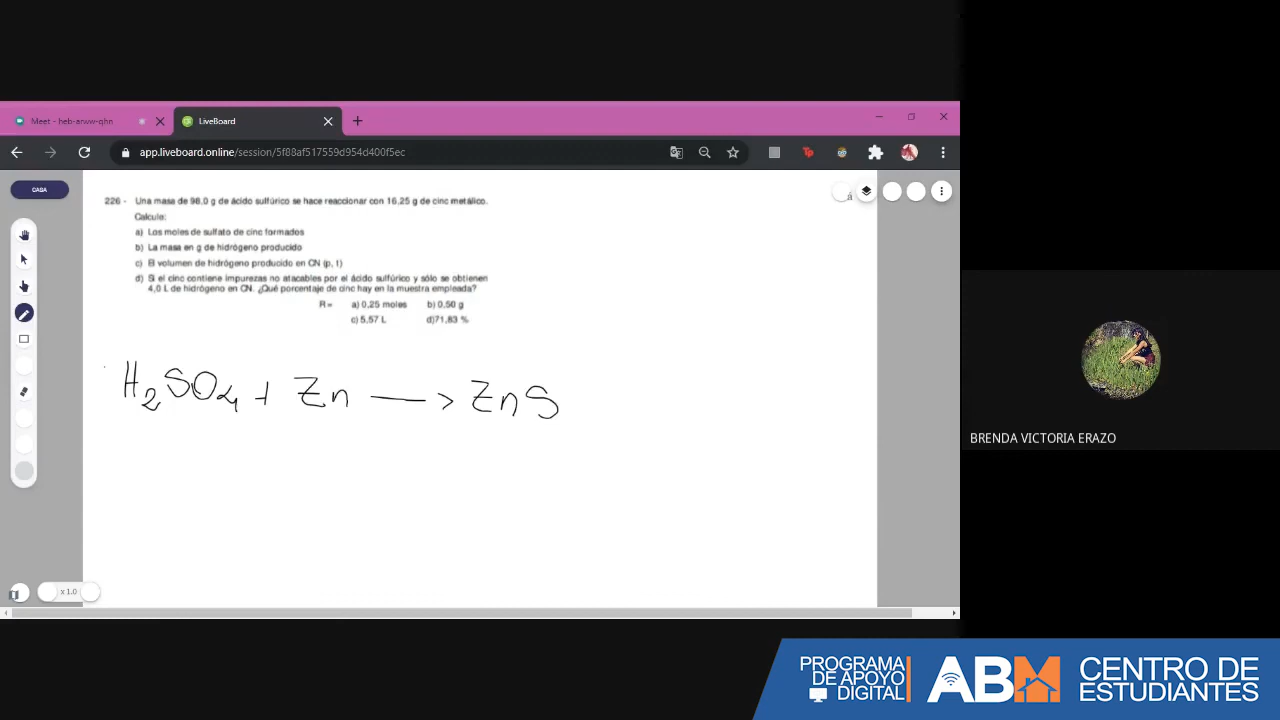 Meet - heb-anww-qhn
LiveBoard
app.liveboard.online/session/5f88af517559d954d400f5ec
CASA
226 - Una masa de 98,0 g de ácido sulfúrico se hace reaccionar con 16,25 g de cinc metálico.
Calcule:
a) Los moles de sulfato de cinc formados
b) La masa en g de hidrógeno producido
c) El volumen de hidrógeno producido en CN (p, t)
d) Si el cinc contiene impurezas no atacables por el ácido sulfúrico y sólo se obtienen
4,0 L de hidrógeno en CN. ¿Qué porcentaje de cinc hay en la muestra empleada?
R = a) 0,25 moles b) 0,50 g
c) 5,57 L d)71,83 %
H₂SO₄ + Zn → ZnS
x 1.0
BRENDA VICTORIA ERAZO
PROGRAMA
DE APOYO
DIGITAL
ABM
CENTRO DE
ESTUDIANTES